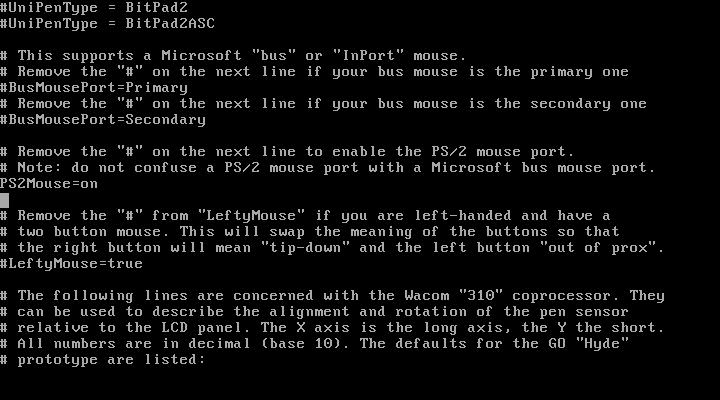 #UniPenType = BitPad2
#UniPenType = BitPad2ASC
# This supports a Microsoft "bus" or "InPort" mouse.
# Remove the "#" on the next line if your bus mouse is the primary one
#BusMousePort=Primary
# Remove the "#" on the next line if your bus mouse is the secondary one
#BusMousePort=Secondary
# Remove the "#" on the next line to enable the PS/2 mouse port.
# Note: do not confuse a PS/2 mouse port with a Microsoft bus mouse port.
PS2Mouse=on
# Remove the "#" from "LeftyMouse" if you are left-handed and have a
# two button mouse. This will swap the meaning of the buttons so that
# the right button will mean "tip-down" and the left button "out of prox".
#LeftyMouse=true
# The following lines are concerned with the Wacom "310" coprocessor. They
# can be used to describe the alignment and rotation of the pen sensor
# relative to the LCD panel. The X axis is the long axis, the Y the short.
# All numbers are in decimal (base 10). The defaults for the GO "Hyde"
# prototype are listed: